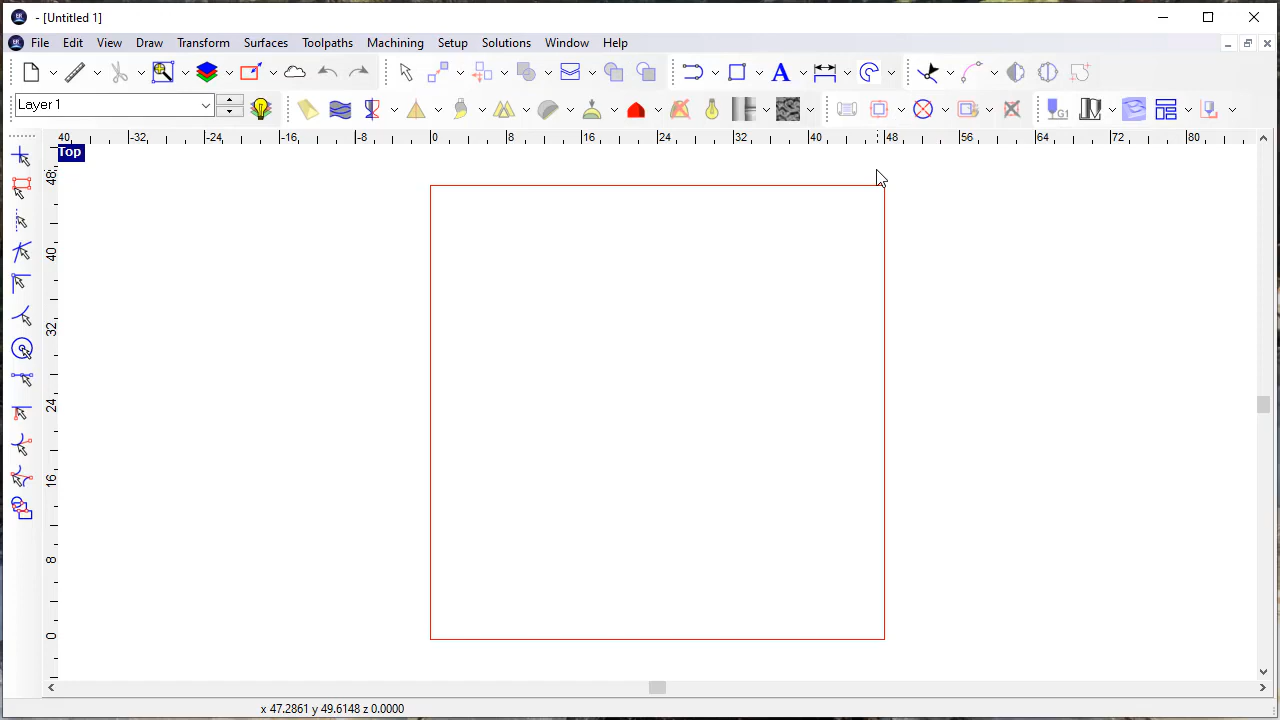 - [Untitled 1]
File Edit View Draw Transform Surfaces Toolpaths Machining Setup Solutions Window Help
Layer 1
G1
40 -32 -24 -16 -8 0 8 16 24 32 40 48 56 64 72 80
Top
48
40
32
24
16
8
0
x 47.2861 y 49.6148 z 0.0000